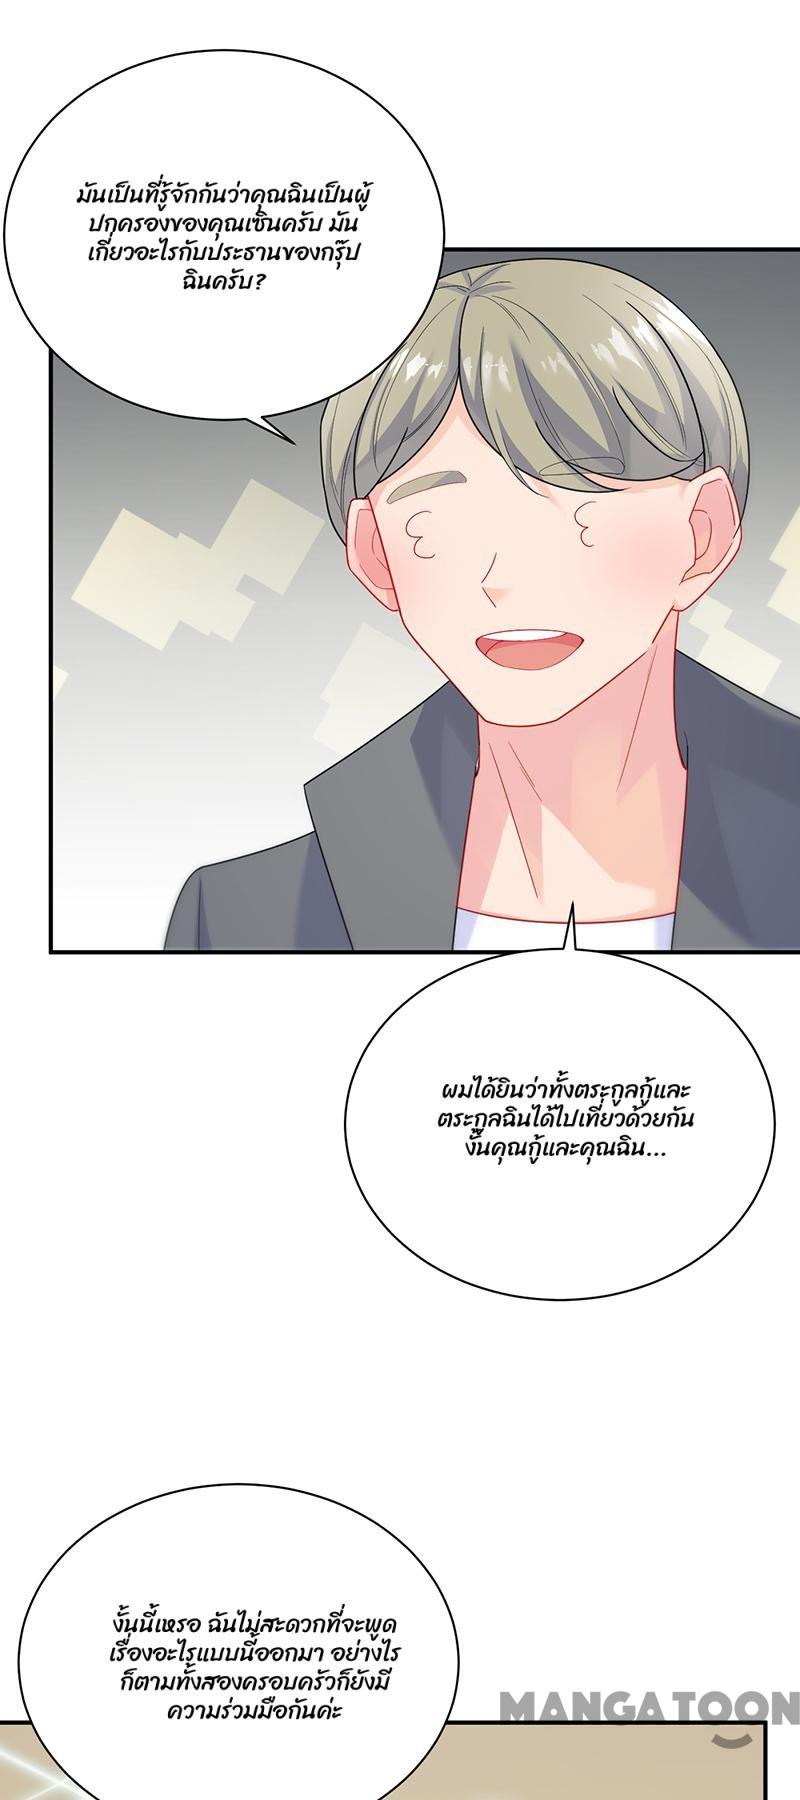 มันเป็นที่รู้จักกันว่าคุณฉินเป็นผู้
ปกครองของคุณเซินครับ มัน
เกี่ยวอะไรกับประธานของกรุ๊ป
ฉินครับ?
ผมได้ยินว่าทั้งตระกูลกู้และ
ตระกูลฉินได้ไปเที่ยวด้วยกัน
งั้นคุณกู้และคุณฉิน...
งั้นนี้เหรอ ฉันไม่สะดวกที่จะพูด
เรื่องอะไรแบบนี้ออกมา อย่างไร
ก็ตามทั้งสองครอบครัวก็ยังมี
ความร่วมมือกันค่ะ
MANGATOON